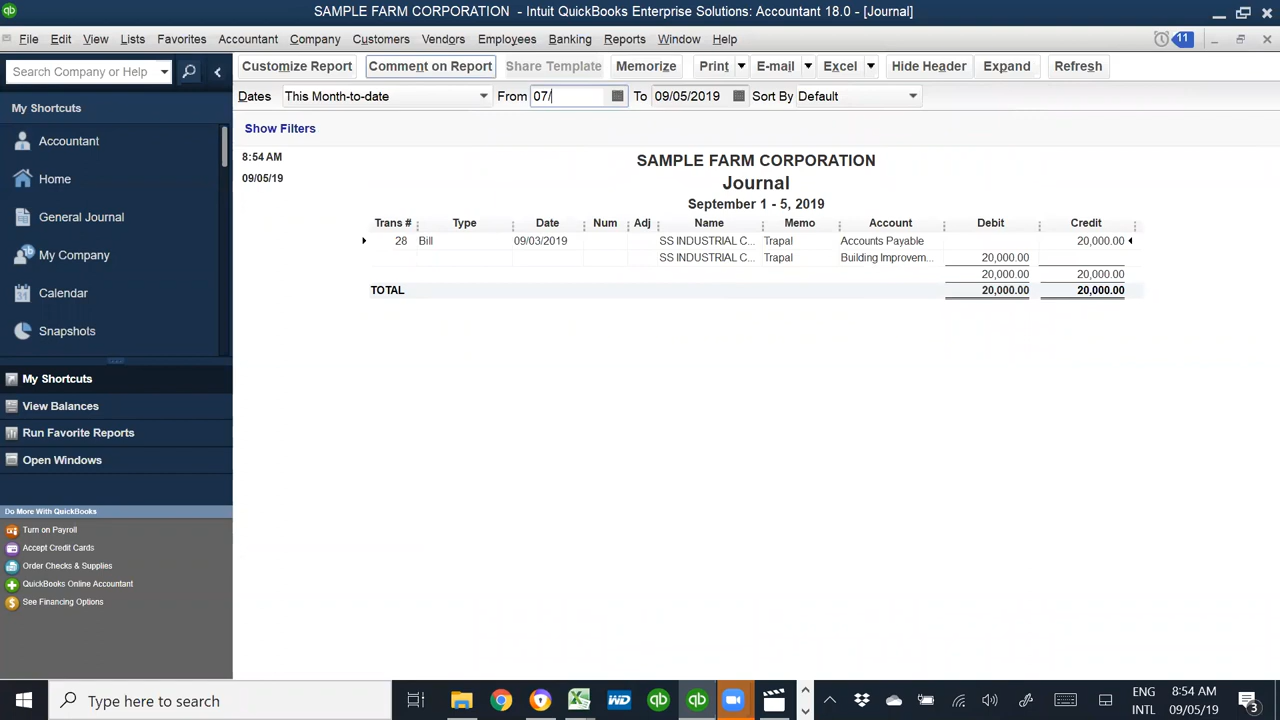 SAMPLE FARM CORPORATION - Intuit QuickBooks Enterprise Solutions: Accountant 18.0 - [Journal]
File Edit View Lists Favorites Accountant Company Customers Vendors Employees Banking Reports Window Help 11
Search Company or Help
Customize Report Comment on Report Share Template Memorize Print E-mail Excel Hide Header Expand Refresh
Dates This Month-to-date From 07/ To 09/05/2019 Sort By Default
My Shortcuts
Accountant
Home
General Journal
My Company
Calendar
Snapshots
My Shortcuts
View Balances
Run Favorite Reports
Open Windows
Do More With QuickBooks
Turn on Payroll
Accept Credit Cards
Order Checks & Supplies
QuickBooks Online Accountant
See Financing Options
Show Filters
8:54 AM
09/05/19
SAMPLE FARM CORPORATION
Journal
September 1 - 5, 2019
Trans # Type Date Num Adj Name Memo Account Debit Credit
28 Bill 09/03/2019 SS INDUSTRIAL C... Trapal Accounts Payable 20,000.00
SS INDUSTRIAL C... Trapal Building Improvem... 20,000.00
20,000.00 20,000.00
TOTAL 20,000.00 20,000.00
Type here to search
WD
qb
qb
ENG
INTL
8:54 AM
09/05/19
3